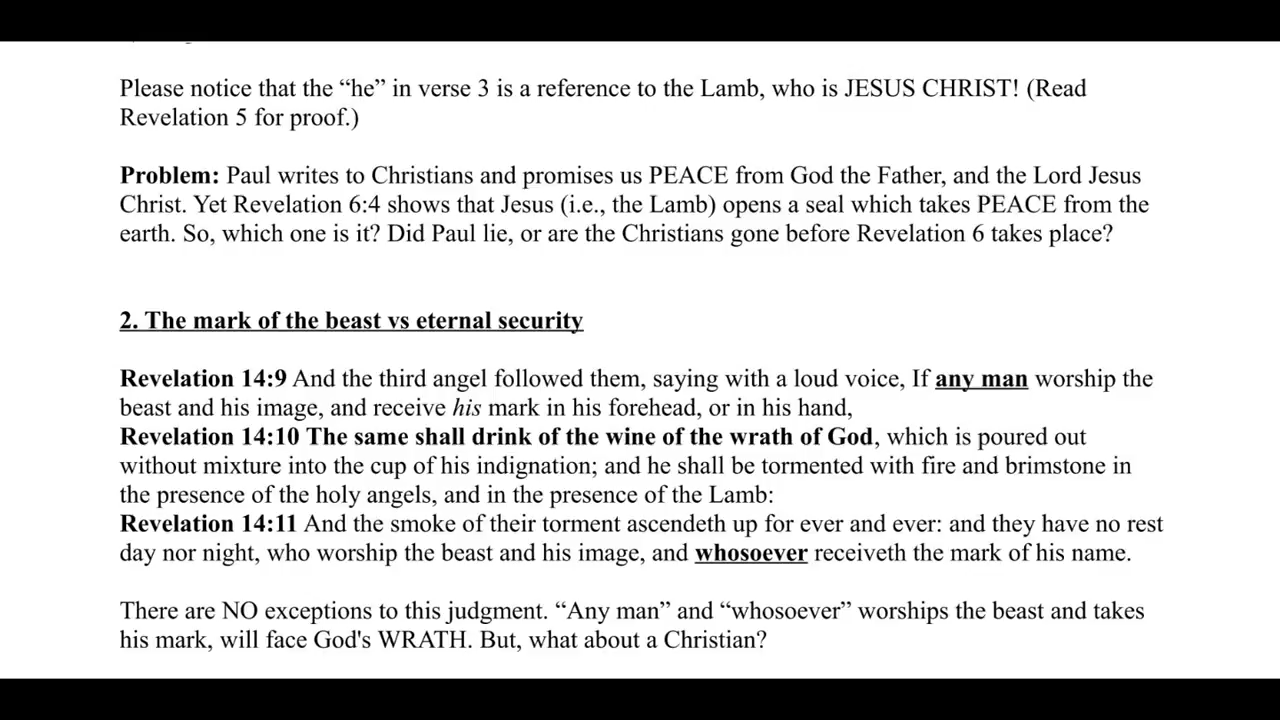 Please notice that the “he” in verse 3 is a reference to the Lamb, who is JESUS CHRIST! (Read
Revelation 5 for proof.)
Problem: Paul writes to Christians and promises us PEACE from God the Father, and the Lord Jesus
Christ. Yet Revelation 6:4 shows that Jesus (i.e., the Lamb) opens a seal which takes PEACE from the
earth. So, which one is it? Did Paul lie, or are the Christians gone before Revelation 6 takes place?
2. The mark of the beast vs eternal security
Revelation 14:9 And the third angel followed them, saying with a loud voice, If any man worship the
beast and his image, and receive his mark in his forehead, or in his hand,
Revelation 14:10 The same shall drink of the wine of the wrath of God, which is poured out
without mixture into the cup of his indignation; and he shall be tormented with fire and brimstone in
the presence of the holy angels, and in the presence of the Lamb:
Revelation 14:11 And the smoke of their torment ascendeth up for ever and ever: and they have no rest
day nor night, who worship the beast and his image, and whosoever receiveth the mark of his name.
There are NO exceptions to this judgment. “Any man” and “whosoever” worships the beast and takes
his mark, will face God's WRATH. But, what about a Christian?